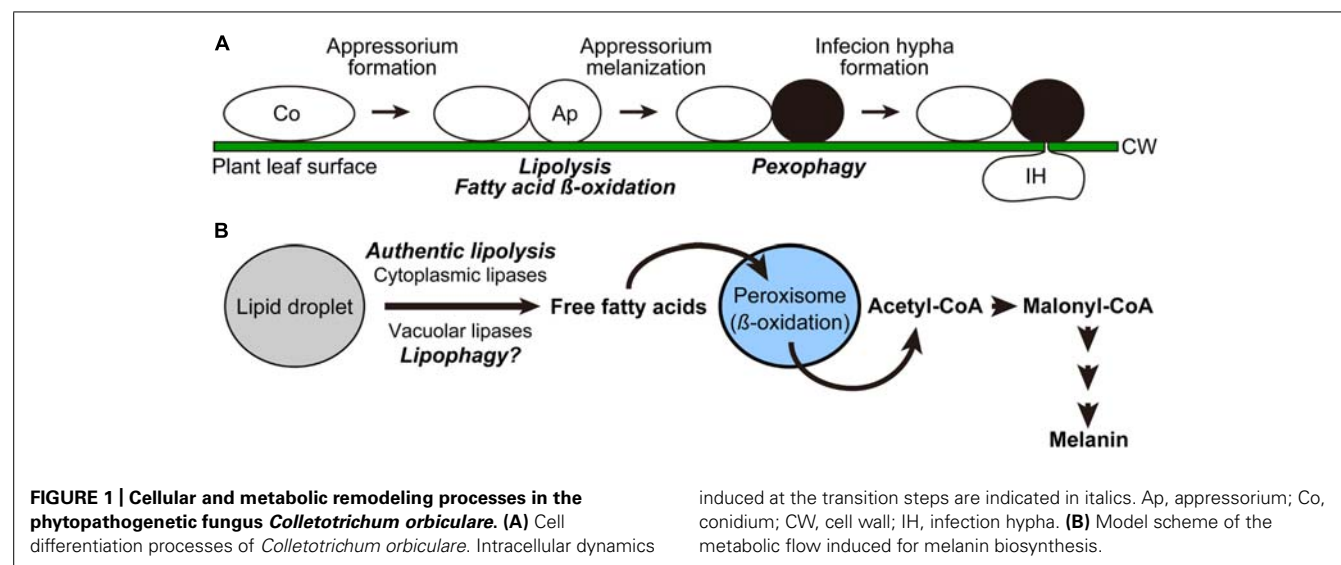 A
Appressorium
formation
Appressorium
melanization
Infecion hypha
formation
Co
Ap
CW
Plant leaf surface
Lipolysis
Fatty acid ß-oxidation
Pexophagy
IH
B
Lipid droplet
Authentic lipolysis
Cytoplasmic lipases
Vacuolar lipases
Lipophagy?
Free fatty acids
Peroxisome
(ß-oxidation)
Acetyl-CoA
Malonyl-CoA
Melanin
FIGURE 1 | Cellular and metabolic remodeling processes in the
phytopathogenetic fungus Colletotrichum orbiculare. (A) Cell
differentiation processes of Colletotrichum orbiculare. Intracellular dynamics
induced at the transition steps are indicated in italics. Ap, appressorium; Co,
conidium; CW, cell wall; IH, infection hypha. (B) Model scheme of the
metabolic flow induced for melanin biosynthesis.